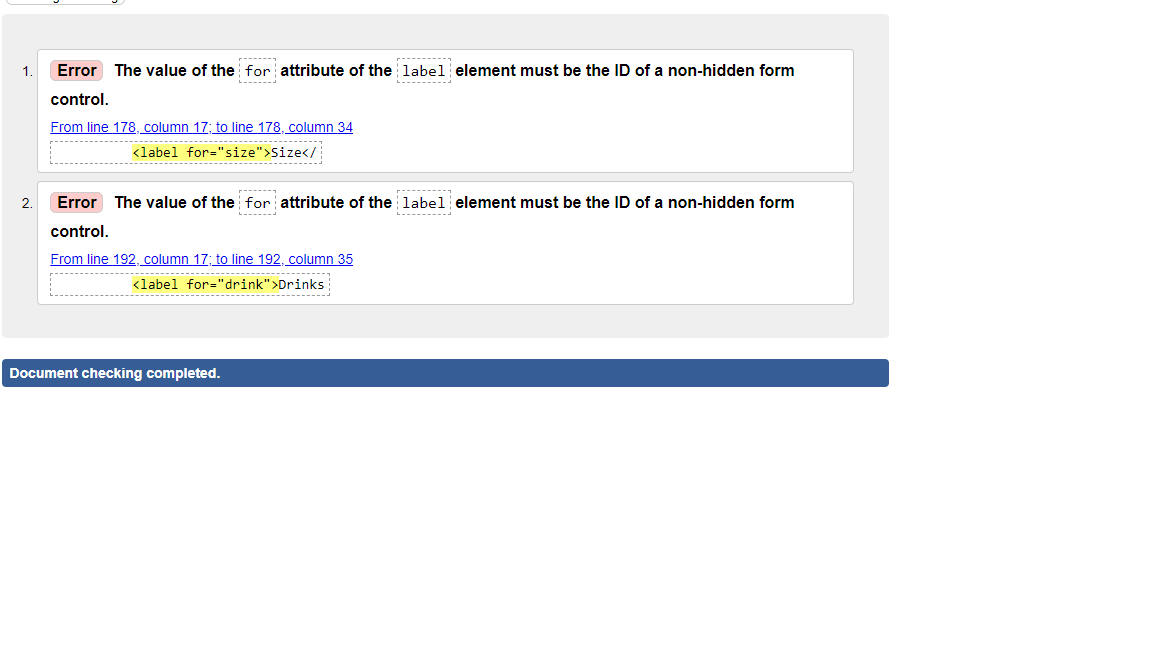 1. Error The value of the for attribute of the label element must be the ID of a non-hidden form
control.
From line 178, column 17; to line 178, column 34
<label for="size">Size</
2. Error The value of the for attribute of the label element must be the ID of a non-hidden form
control.
From line 192, column 17; to line 192, column 35
<label for="drink">Drinks
Document checking completed.